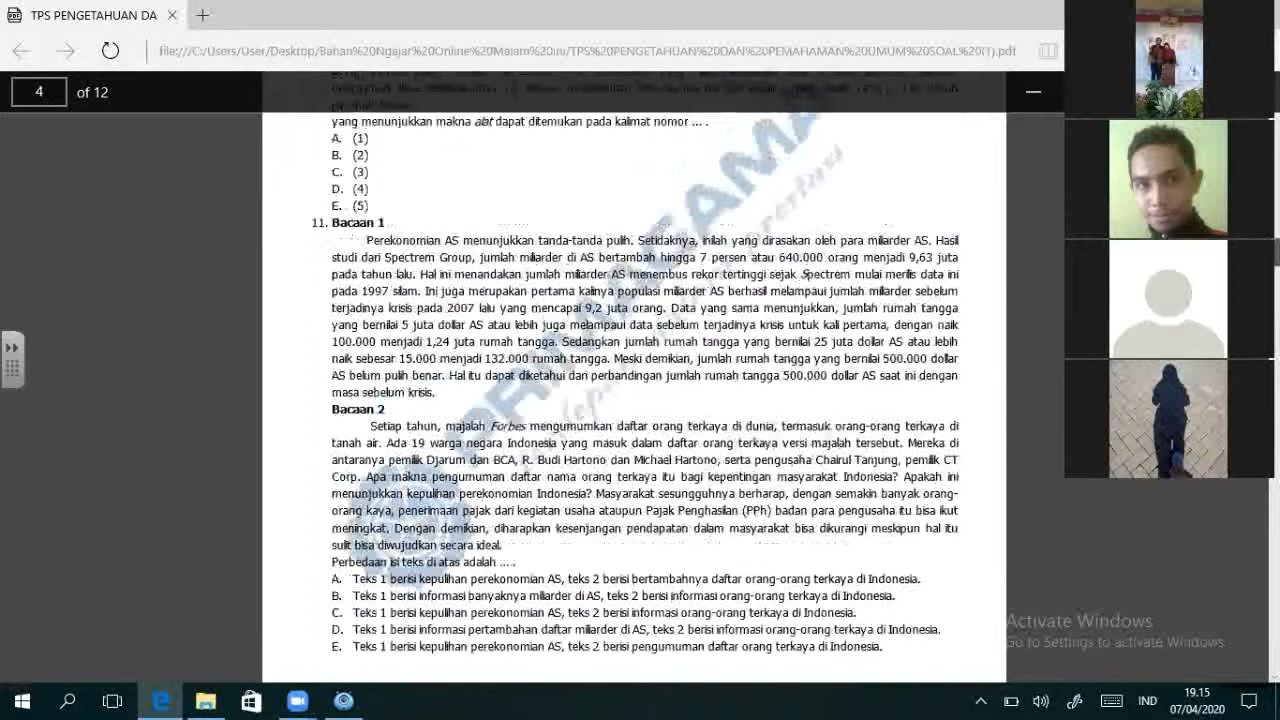 TPS PENGETAHUAN DA
file:///C:/Users/User/Desktop/Bahan%20Ngajar%20Online%20Malam%20ini/TPS%20PENGETAHUAN%20DAN%20PEMAHAMAN%20UMUM%20SOAL%20(T).pdf
4 of 12
yang menunjukkan makna alat dapat ditemukan pada kalimat nomor ... .
A. (1)
B. (2)
C. (3)
D. (4)
E. (5)
11. Bacaan 1
Perekonomian AS menunjukkan tanda-tanda pulih. Setidaknya, inilah yang dirasakan oleh para miliarder AS. Hasil
studi dari Spectrem Group, jumlah miliarder di AS bertambah hingga 7 persen atau 640.000 orang menjadi 9,63 juta
pada tahun lalu. Hal ini menandakan jumlah miliarder AS menembus rekor tertinggi sejak Spectrem mulai merilis data ini
pada 1997 silam. Ini juga merupakan pertama kalinya populasi miliarder AS berhasil melampaui jumlah miliarder sebelum
terjadinya krisis pada 2007 lalu yang mencapai 9,2 juta orang. Data yang sama menunjukkan, jumlah rumah tangga
yang bernilai 5 juta dollar AS atau lebih juga melampaui data sebelum terjadinya krisis untuk kali pertama, dengan naik
100.000 menjadi 1,24 juta rumah tangga. Sedangkan jumlah rumah tangga yang bernilai 25 juta dollar AS atau lebih
naik sebesar 15.000 menjadi 132.000 rumah tangga. Meski demikian, jumlah rumah tangga yang bernilai 500.000 dollar
AS belum pulih benar. Hal itu dapat diketahui dari perbandingan jumlah rumah tangga 500.000 dollar AS saat ini dengan
masa sebelum krisis.
Bacaan 2
Setiap tahun, majalah Forbes mengumumkan daftar orang terkaya di dunia, termasuk orang-orang terkaya di
tanah air. Ada 19 warga negara Indonesia yang masuk dalam daftar orang terkaya versi majalah tersebut. Mereka di
antaranya pemilik Djarum dan BCA, R. Budi Hartono dan Michael Hartono, serta pengusaha Chairul Tanjung, pemilik CT
Corp. Apa makna pengumuman daftar nama orang terkaya itu bagi kepentingan masyarakat Indonesia? Apakah ini
menunjukkan kepulihan perekonomian Indonesia? Masyarakat sesungguhnya berharap, dengan semakin banyak orang-
orang kaya, penerimaan pajak dari kegiatan usaha ataupun Pajak Penghasilan (PPh) badan para pengusaha itu bisa ikut
meningkat. Dengan demikian, diharapkan kesenjangan pendapatan dalam masyarakat bisa dikurangi meskipun hal itu
sulit bisa diwujudkan secara ideal.
Perbedaan isi teks di atas adalah ... .
A. Teks 1 berisi kepulihan perekonomian AS, teks 2 berisi bertambahnya daftar orang-orang terkaya di Indonesia.
B. Teks 1 berisi informasi banyaknya miliarder di AS, teks 2 berisi informasi orang-orang terkaya di Indonesia.
C. Teks 1 berisi kepulihan perekonomian AS, teks 2 berisi informasi orang-orang terkaya di Indonesia.
D. Teks 1 berisi informasi pertambahan daftar miliarder di AS, teks 2 berisi informasi orang-orang terkaya di Indonesia.
E. Teks 1 berisi kepulihan perekonomian AS, teks 2 berisi pengumuman daftar orang terkaya di Indonesia.
Activate Windows
Go to Settings to activate Windows.
IND
19.15
07/04/2020